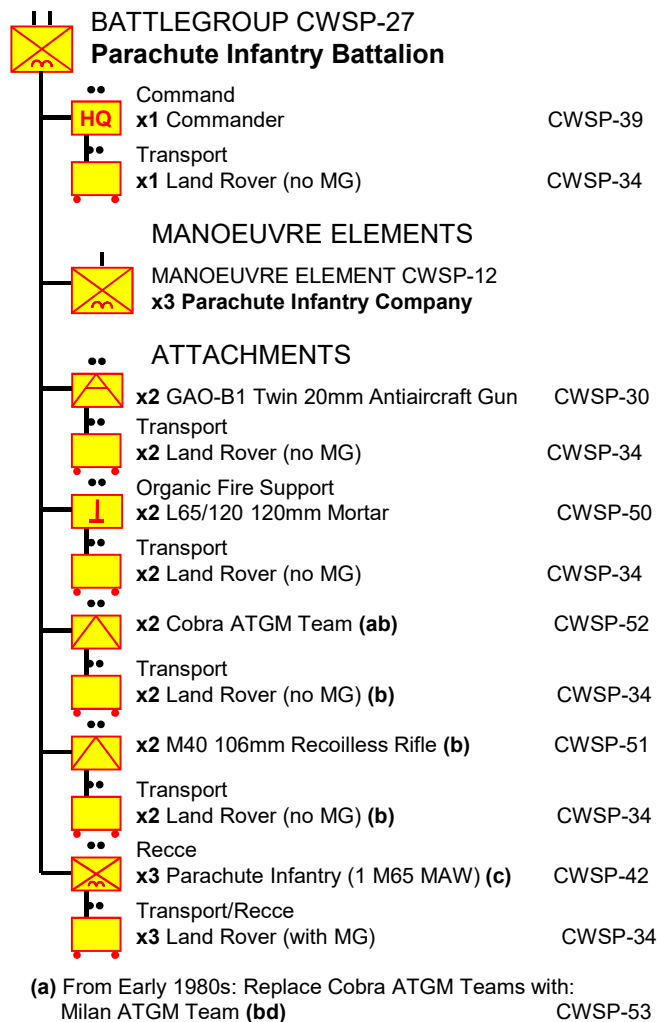 BATTLEGROUP CWSP-27
Parachute Infantry Battalion
Command
HQ
x1 Commander CWSP-39
Transport
x1 Land Rover (no MG) CWSP-34
MANOEUVRE ELEMENTS
MANOEUVRE ELEMENT CWSP-12
x3 Parachute Infantry Company
ATTACHMENTS
x2 GAO-B1 Twin 20mm Antiaircraft Gun CWSP-30
Transport
x2 Land Rover (no MG) CWSP-34
Organic Fire Support
x2 L65/120 120mm Mortar CWSP-50
Transport
x2 Land Rover (no MG) CWSP-34
x2 Cobra ATGM Team (ab) CWSP-52
Transport
x2 Land Rover (no MG) (b) CWSP-34
x2 M40 106mm Recoilless Rifle (b) CWSP-51
Transport
x2 Land Rover (no MG) (b) CWSP-34
Recce
x3 Parachute Infantry (1 M65 MAW) (c) CWSP-42
Transport/Recce
x3 Land Rover (with MG) CWSP-34
(a) From Early 1980s: Replace Cobra ATGM Teams with:
Milan ATGM Team (bd) CWSP-53